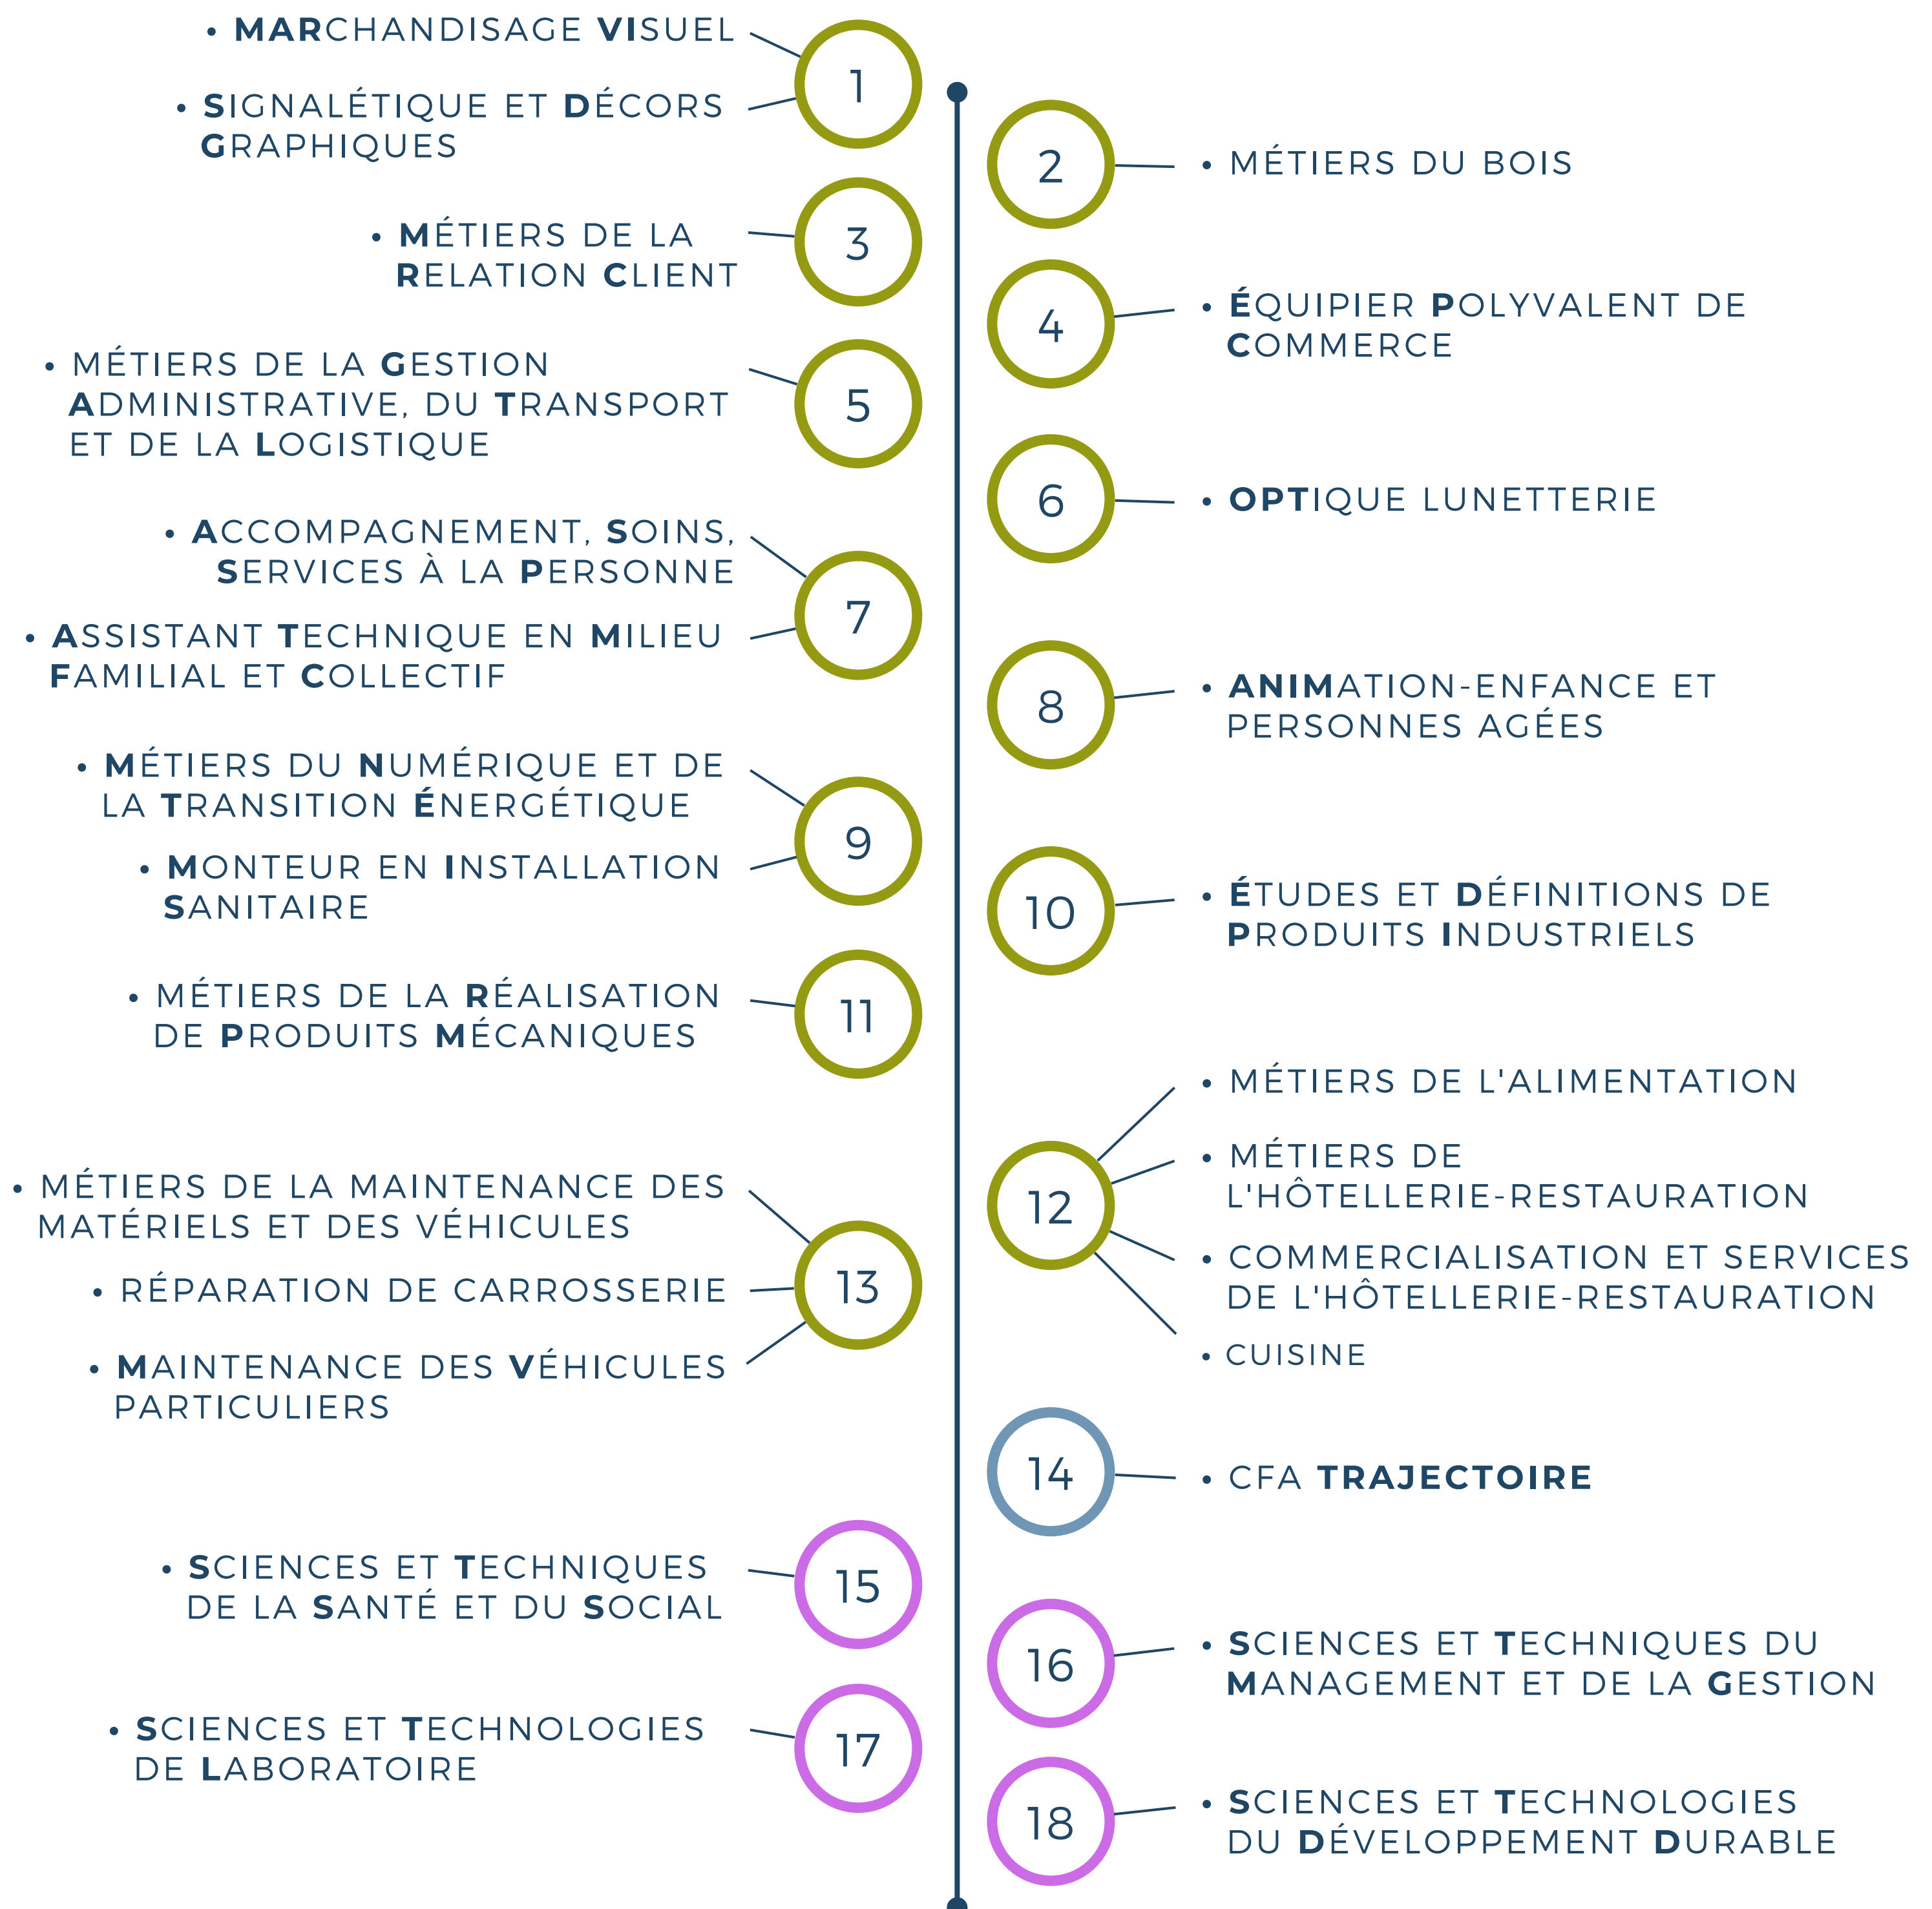 • MARCHANDISAGE VISUEL
• SIGNALÉTIQUE ET DÉCORS
GRAPHIQUES
1
2
• MÉTIERS DU BOIS
• MÉTIERS DE LA
RELATION CLIENT
3
4
• ÉQUIPIER POLYVALENT DE
COMMERCE
• MÉTIERS DE LA GESTION
ADMINISTRATIVE, DU TRANSPORT
ET DE LA LOGISTIQUE
5
6
• OPTIQUE LUNETTERIE
• ACCOMPAGNEMENT, SOINS,
SERVICES À LA PERSONNE
• ASSISTANT TECHNIQUE EN MILIEU
FAMILIAL ET COLLECTIF
7
8
• ANIMATION-ENFANCE ET
PERSONNES AGÉES
• MÉTIERS DU NUMÉRIQUE ET DE
LA TRANSITION ÉNERGÉTIQUE
• MONTEUR EN INSTALLATION
SANITAIRE
9
10
• ÉTUDES ET DÉFINITIONS DE
PRODUITS INDUSTRIELS
• MÉTIERS DE LA RÉALISATION
DE PRODUITS MÉCANIQUES
11
12
• MÉTIERS DE L'ALIMENTATION
• MÉTIERS DE
L'HÔTELLERIE-RESTAURATION
• COMMERCIALISATION ET SERVICES
DE L'HÔTELLERIE-RESTAURATION
• CUISINE
• MÉTIERS DE LA MAINTENANCE DES
MATÉRIELS ET DES VÉHICULES
• RÉPARATION DE CARROSSERIE
• MAINTENANCE DES VÉHICULES
PARTICULIERS
13
14
• CFA TRAJECTOIRE
• SCIENCES ET TECHNIQUES
DE LA SANTÉ ET DU SOCIAL
15
16
• SCIENCES ET TECHNIQUES DU
MANAGEMENT ET DE LA GESTION
• SCIENCES ET TECHNOLOGIES
DE LABORATOIRE
17
18
• SCIENCES ET TECHNOLOGIES
DU DÉVELOPPEMENT DURABLE